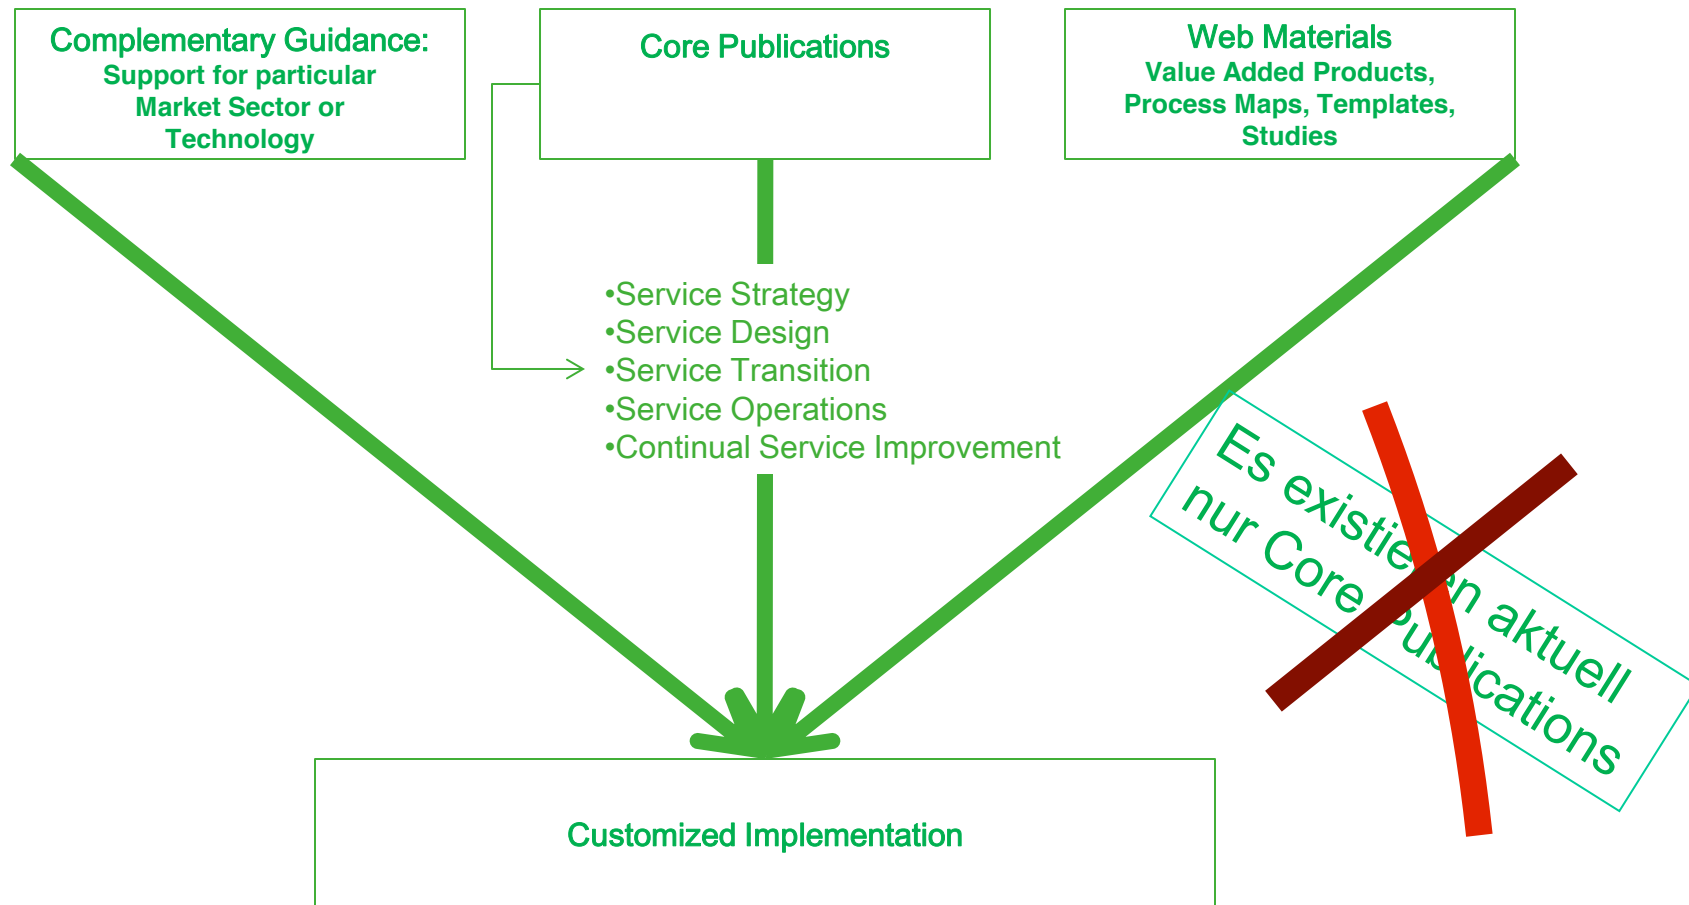 Complementary Guidance:
Support for particular
Market Sector or
Technology
Core Publications
Web Materials
Value Added Products,
Process Maps, Templates,
Studies
•Service Strategy
•Service Design
•Service Transition
•Service Operations
•Continual Service Improvement
Es existieren aktuell
nur Core Publications
Customized Implementation